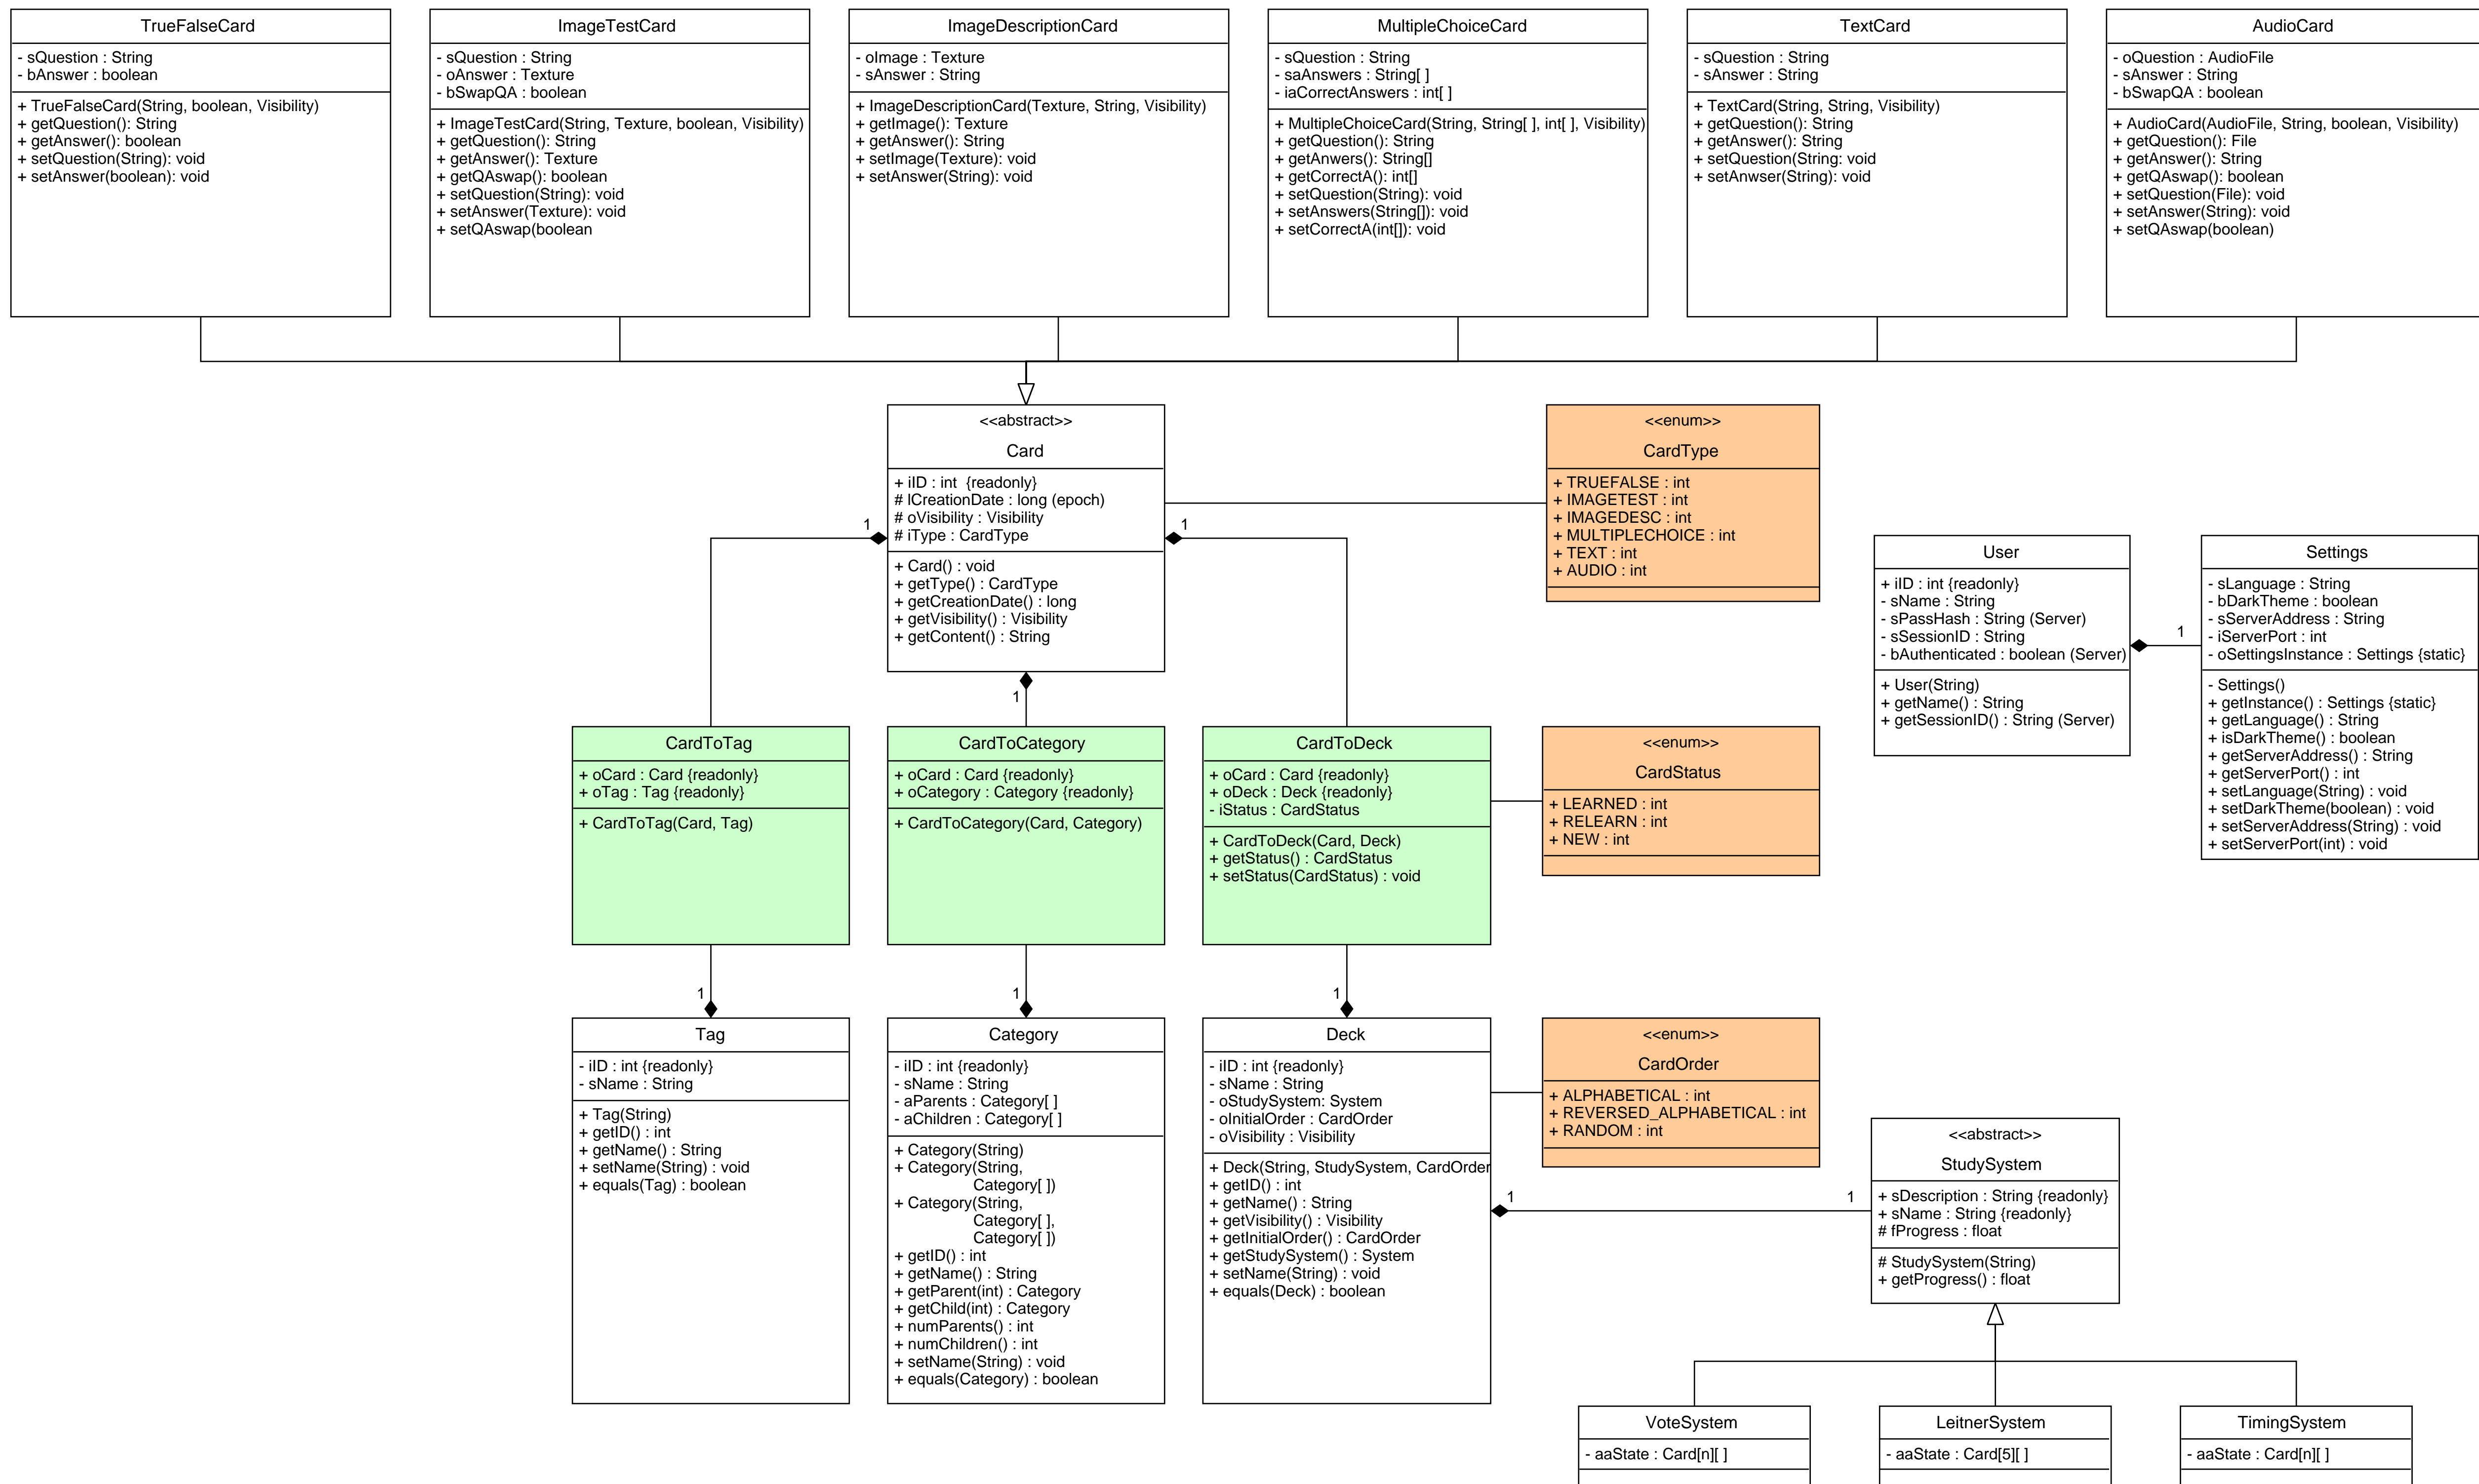 TrueFalseCard
- sQuestion : String
- bAnswer : boolean
+ TrueFalseCard(String, boolean, Visibility)
+ getQuestion(): String
+ getAnswer(): boolean
+ setQuestion(String): void
+ setAnswer(boolean): void
ImageTestCard
- sQuestion : String
- oAnswer : Texture
- bSwapQA : boolean
+ ImageTestCard(String, Texture, boolean, Visibility)
+ getQuestion(): String
+ getAnswer(): Texture
+ getQAswap(): boolean
+ setQuestion(String): void
+ setAnswer(Texture): void
+ setQAswap(boolean
ImageDescriptionCard
- oImage : Texture
- sAnswer : String
+ ImageDescriptionCard(Texture, String, Visibility)
+ getImage(): Texture
+ getAnswer(): String
+ setImage(Texture): void
+ setAnswer(String): void
MultipleChoiceCard
- sQuestion : String
- saAnswers : String[ ]
- iaCorrectAnswers : int[ ]
+ MultipleChoiceCard(String, String[ ], int[ ], Visibility)
+ getQuestion(): String
+ getAnwers(): String[]
+ getCorrectA(): int[]
+ setQuestion(String): void
+ setAnswers(String[]): void
+ setCorrectA(int[]): void
TextCard
- sQuestion : String
- sAnswer : String
+ TextCard(String, String, Visibility)
+ getQuestion(): String
+ getAnswer(): String
+ setQuestion(String: void
+ setAnwser(String): void
AudioCard
- oQuestion : AudioFile
- sAnswer : String
- bSwapQA : boolean
+ AudioCard(AudioFile, String, boolean, Visibility)
+ getQuestion(): File
+ getAnswer(): String
+ getQAswap(): boolean
+ setQuestion(File): void
+ setAnswer(String): void
+ setQAswap(boolean)
<<abstract>>
Card
+ iID : int {readonly}
# lCreationDate : long (epoch)
# oVisibility : Visibility
# iType : CardType
+ Card() : void
+ getType() : CardType
+ getCreationDate() : long
+ getVisibility() : Visibility
+ getContent() : String
1
1
1
<<enum>>
CardType
+ TRUEFALSE : int
+ IMAGETEST : int
+ IMAGEDESC : int
+ MULTIPLECHOICE : int
+ TEXT : int
+ AUDIO : int
User
+ iID : int {readonly}
- sName : String
- sPassHash : String (Server)
- sSessionID : String
- bAuthenticated : boolean (Server)
+ User(String)
+ getName() : String
+ getSessionID() : String (Server)
1
Settings
- sLanguage : String
- bDarkTheme : boolean
- sServerAddress : String
- iServerPort : int
- oSettingsInstance : Settings {static}
- Settings()
+ getInstance() : Settings {static}
+ getLanguage() : String
+ isDarkTheme() : boolean
+ getServerAddress() : String
+ getServerPort() : int
+ setLanguage(String) : void
+ setDarkTheme(boolean) : void
+ setServerAddress(String) : void
+ setServerPort(int) : void
CardToTag
+ oCard : Card {readonly}
+ oTag : Tag {readonly}
+ CardToTag(Card, Tag)
CardToCategory
+ oCard : Card {readonly}
+ oCategory : Category {readonly}
+ CardToCategory(Card, Category)
CardToDeck
+ oCard : Card {readonly}
+ oDeck : Deck {readonly}
- iStatus : CardStatus
+ CardToDeck(Card, Deck)
+ getStatus() : CardStatus
+ setStatus(CardStatus) : void
<<enum>>
CardStatus
+ LEARNED : int
+ RELEARN : int
+ NEW : int
1
1
1
Tag
- iID : int {readonly}
- sName : String
+ Tag(String)
+ getID() : int
+ getName() : String
+ setName(String) : void
+ equals(Tag) : boolean
Category
- iID : int {readonly}
- sName : String
- aParents : Category[ ]
- aChildren : Category[ ]
+ Category(String)
+ Category(String,
Category[ ])
+ Category(String,
Category[ ],
Category[ ])
+ getID() : int
+ getName() : String
+ getParent(int) : Category
+ getChild(int) : Category
+ numParents() : int
+ numChildren() : int
+ setName(String) : void
+ equals(Category) : boolean
Deck
- iID : int {readonly}
- sName : String
- oStudySystem: System
- oInitialOrder : CardOrder
- oVisibility : Visibility
+ Deck(String, StudySystem, CardOrder
+ getID() : int
+ getName() : String
+ getVisibility() : Visibility
+ getInitialOrder() : CardOrder
+ getStudySystem() : System
+ setName(String) : void
+ equals(Deck) : boolean
<<enum>>
CardOrder
+ ALPHABETICAL : int
+ REVERSED_ALPHABETICAL : int
+ RANDOM : int
1
1
<<abstract>>
StudySystem
+ sDescription : String {readonly}
+ sName : String {readonly}
# fProgress : float
# StudySystem(String)
+ getProgress() : float
VoteSystem
- aaState : Card[n][ ]
LeitnerSystem
- aaState : Card[5][ ]
TimingSystem
- aaState : Card[n][ ]